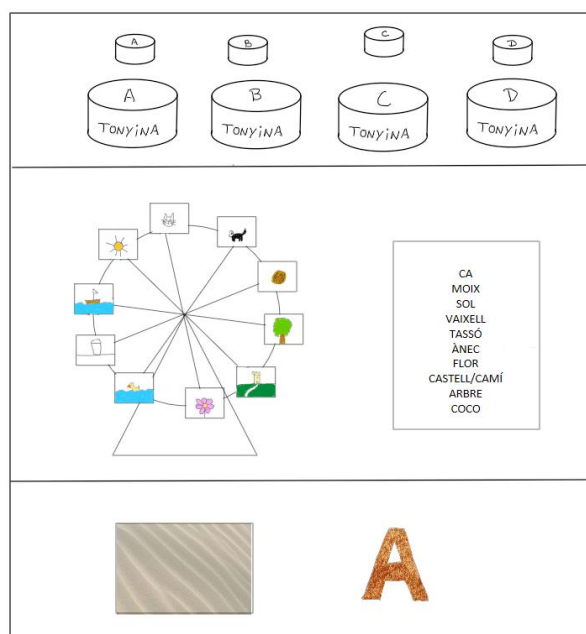 A B C D
A B C D
TONYiNA TONYiNA TONYiNA TONYiNA
CA
MOIX
SOL
VAIXELL
TASSÓ
ÀNEC
FLOR
CASTELL/CAMÍ
ARBRE
COCO
A